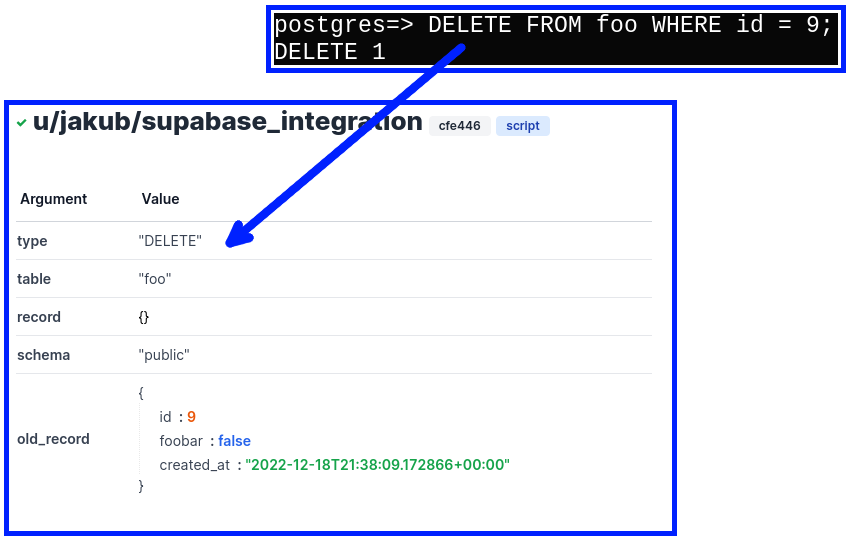 postgres=> DELETE FROM foo WHERE id = 9;
DELETE 1
u/jakub/supabase_integration cfe446 script
Argument Value
type "DELETE"
table "foo"
record {}
schema "public"
old_record
{
id : 9
foobar : false
created_at : "2022-12-18T21:38:09.172866+00:00"
}